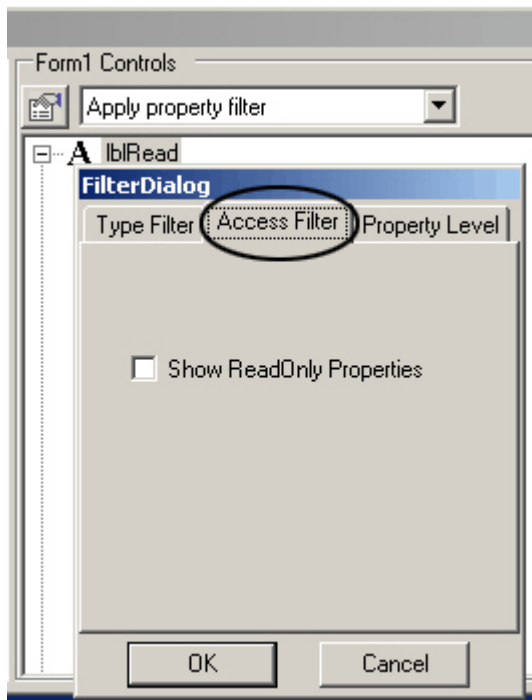 Form1 Controls
Apply property filter
A lblRead
FilterDialog
Type Filter Access Filter Property Level
Show ReadOnly Properties
OK Cancel